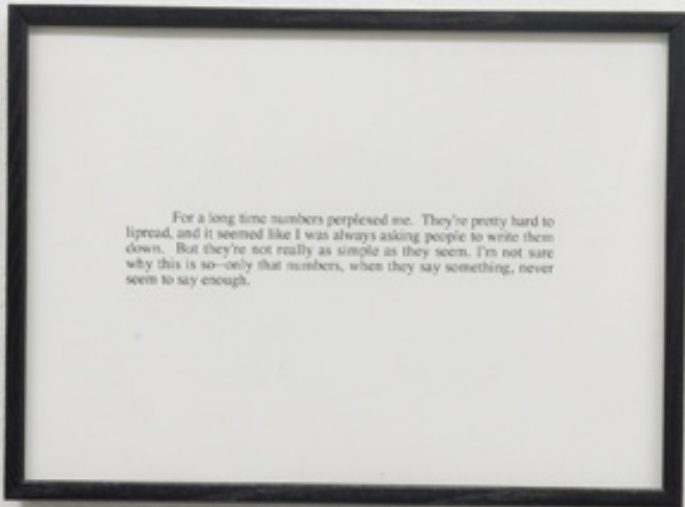 For a long time numbers perplexed me.  They're pretty hard to
lipread, and it seemed like I was always asking people to write them
down.  But they're not really as simple as they seem. I'm not sure
why this is so--only that numbers, when they say something, never
seem to say enough.